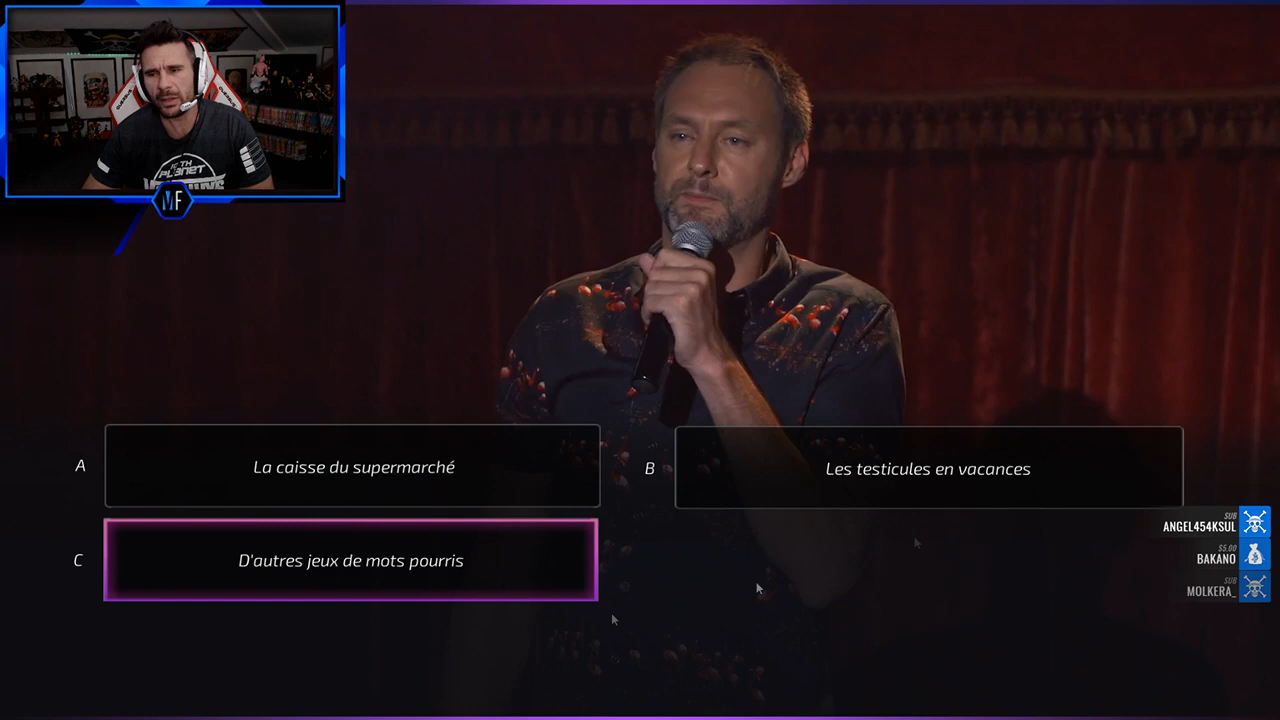 MF
A
La caisse du supermarché
B
Les testicules en vacances
C
D'autres jeux de mots pourris
SUB
ANGEL454KSUL
$5.00
BAKANO
SUB
MOLKERA_